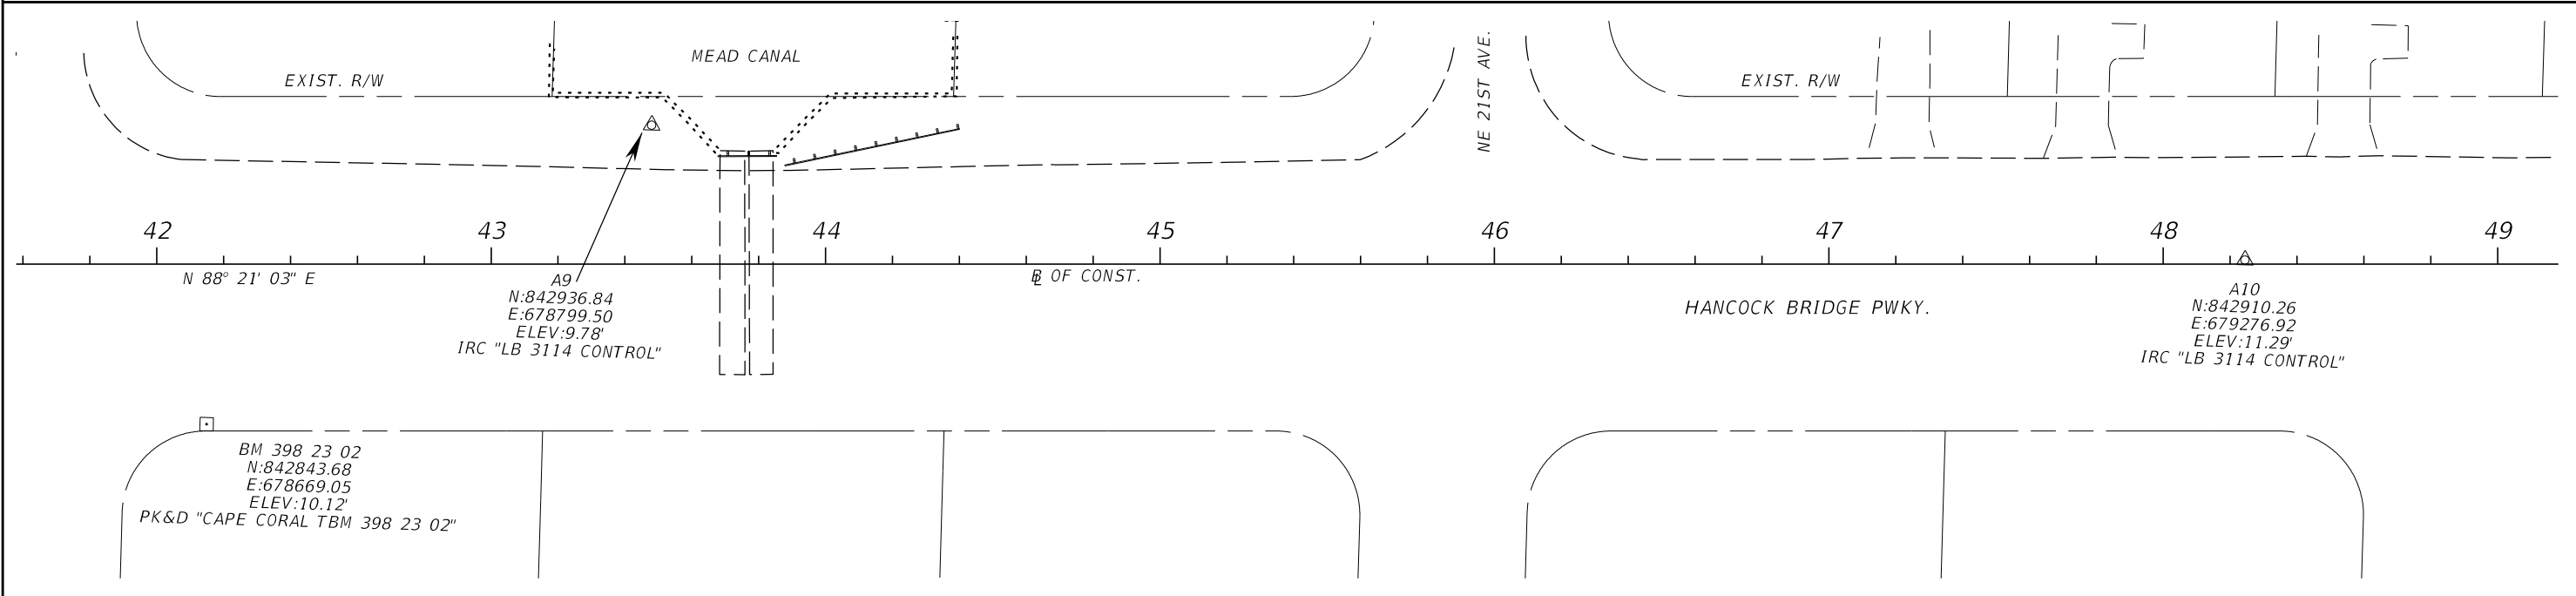 MEAD CANAL
EXIST. R/W
NE 21ST AVE.
EXIST. R/W
42 43 44 45 46 47 48 49
N 88° 21' 03" E
BL OF CONST.
A9
N:842936.84
E:678799.50
ELEV:9.78'
IRC "LB 3114 CONTROL"
HANCOCK BRIDGE PWKY.
A10
N:842910.26
E:679276.92
ELEV:11.29'
IRC "LB 3114 CONTROL"
BM 398 23 02
N:842843.68
E:678669.05
ELEV:10.12'
PK&D "CAPE CORAL TBM 398 23 02"